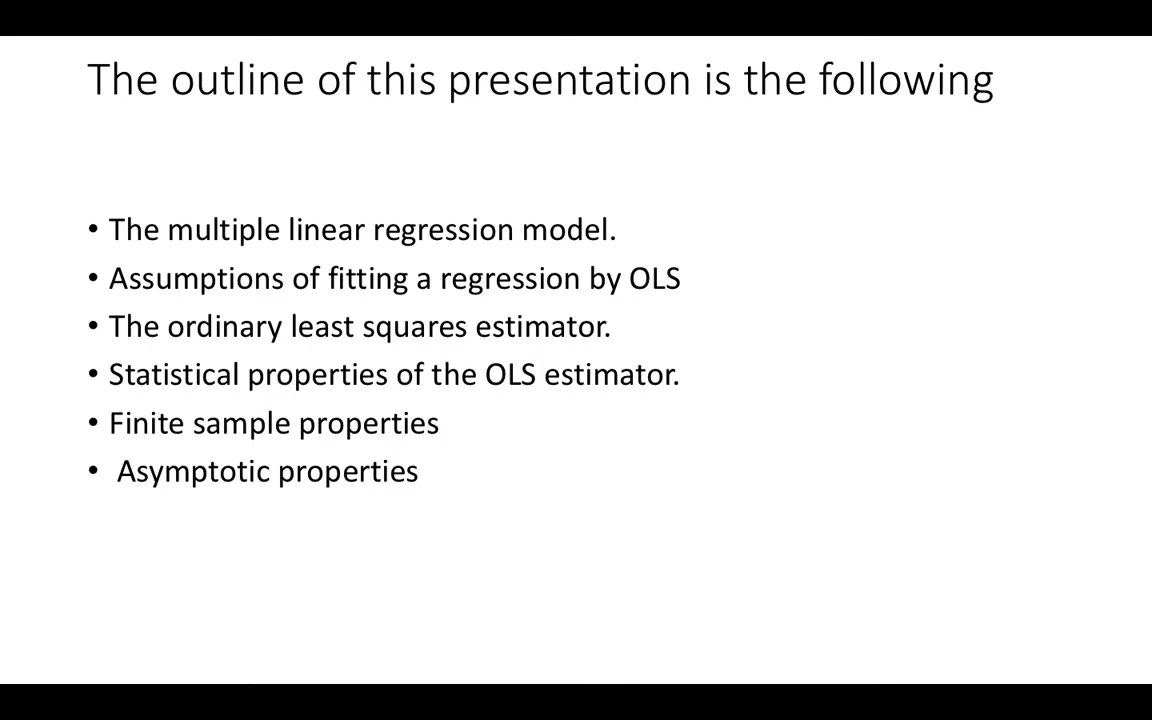 The outline of this presentation is the following
• The multiple linear regression model.
• Assumptions of fitting a regression by OLS
• The ordinary least squares estimator.
• Statistical properties of the OLS estimator.
• Finite sample properties
• Asymptotic properties